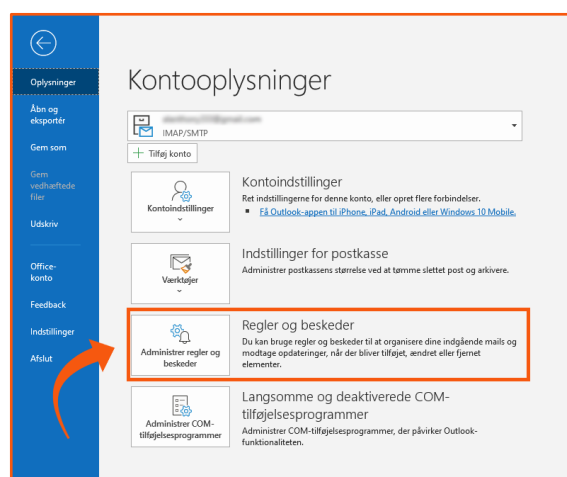 Kontooplysninger
Oplysninger
Åbn og
eksportér
Gem som
Gem
vedhæftede
filer
Udskriv
Office-
konto
Feedback
Indstillinger
Afslut
IMAP/SMTP
Tilføj konto
Kontoindstillinger
Kontoindstillinger
Ret indstillingerne for denne konto, eller opret flere forbindelser.
Få Outlook-appen til iPhone, iPad, Android eller Windows 10 Mobile.
Værktøjer
Indstillinger for postkasse
Administrer postkassens størrelse ved at tømme slettet post og arkivere.
Administrer regler og
beskeder
Regler og beskeder
Du kan bruge regler og beskeder til at organisere dine indgående mails og
modtage opdateringer, når der bliver tilføjet, ændret eller fjernet
elementer.
Administrer COM-
tilføjelsesprogrammer
Langsomme og deaktiverede COM-
tilføjelsesprogrammer
Administrer COM-tilføjelsesprogrammer, der påvirker Outlook-
funktionaliteten.